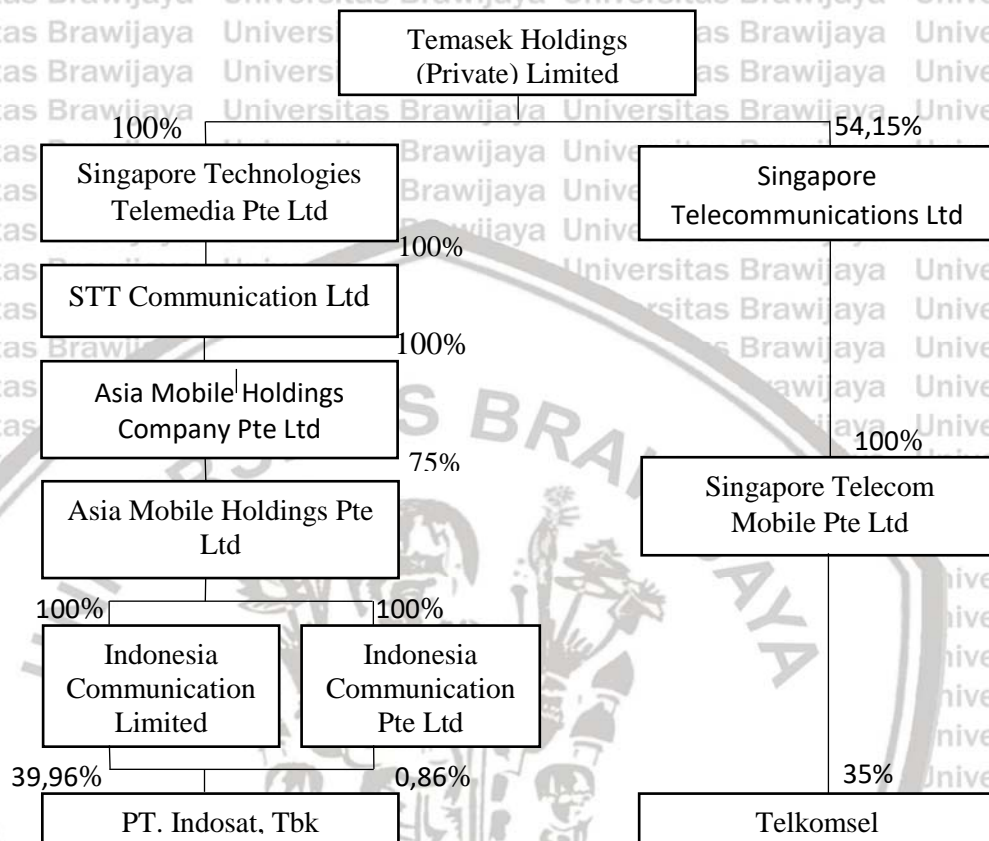 Temasek Holdings
(Private) Limited
100%
54,15%
Singapore Technologies
Telemedia Pte Ltd
Singapore
Telecommunications Ltd
100%
STT Communication Ltd
100%
Asia Mobile Holdings
Company Pte Ltd
100%
75%
Singapore Telecom
Mobile Pte Ltd
Asia Mobile Holdings Pte
Ltd
100%
100%
Indonesia
Communication
Limited
Indonesia
Communication
Pte Ltd
39,96%
0,86%
35%
PT. Indosat, Tbk
Telkomsel